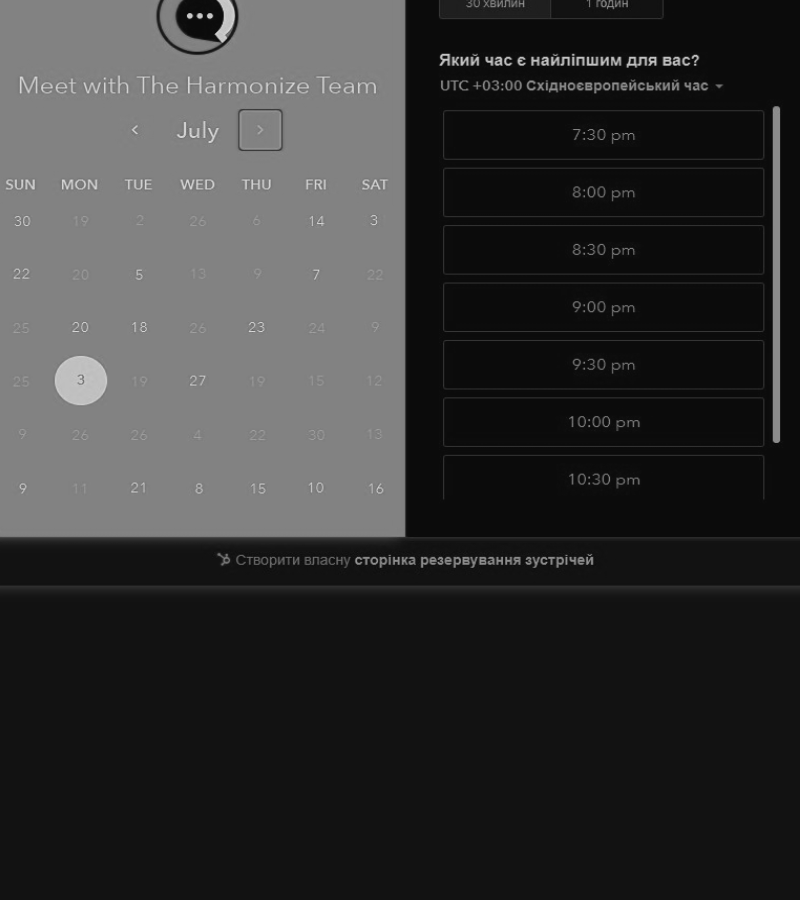 Meet with The Harmonize Team
July
SUN MON TUE WED THU FRI SAT
30 19 2 26 6 14 3
22 20 5 13 9 7 22
25 20 18 26 23 24 9
25 3 19 27 19 15 12
9 26 26 4 22 30 13
9 11 21 8 15 10 16
30 хвилин 1 годин
Який час є найліпшим для вас?
UTC +03:00 Східноєвропейський час
7:30 pm
8:00 pm
8:30 pm
9:00 pm
9:30 pm
10:00 pm
10:30 pm
Створити власну сторінка резервування зустрічей